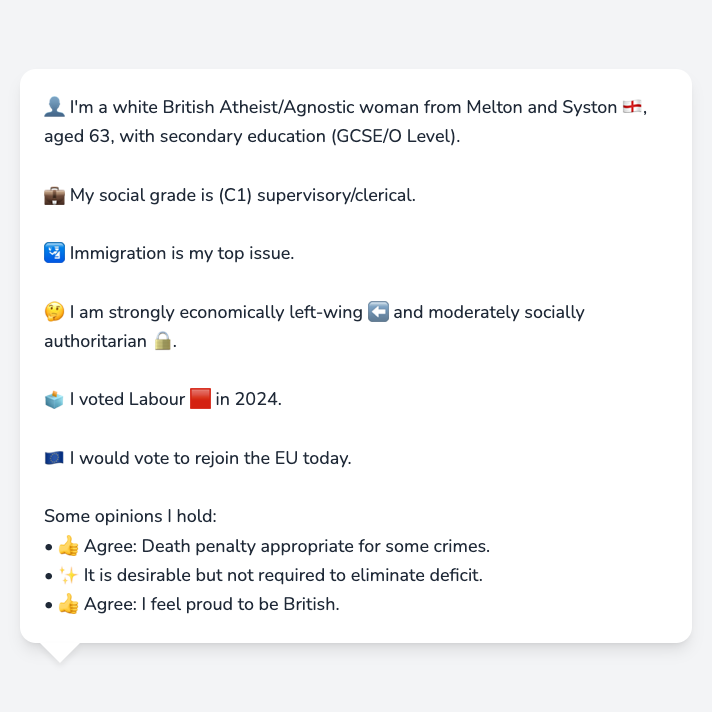 👤 I'm a white British Atheist/Agnostic woman from Melton and Syston 🏴󠁧󠁢󠁥󠁮󠁧󠁿,
aged 63, with secondary education (GCSE/O Level).
💼 My social grade is (C1) supervisory/clerical.
🛂 Immigration is my top issue.
🤔 I am strongly economically left-wing ⬅️ and moderately socially
authoritarian 🔒.
🗳️ I voted Labour 🟥 in 2024.
🇪🇺 I would vote to rejoin the EU today.
Some opinions I hold:
• 👍 Agree: Death penalty appropriate for some crimes.
• ✨ It is desirable but not required to eliminate deficit.
• 👍 Agree: I feel proud to be British.